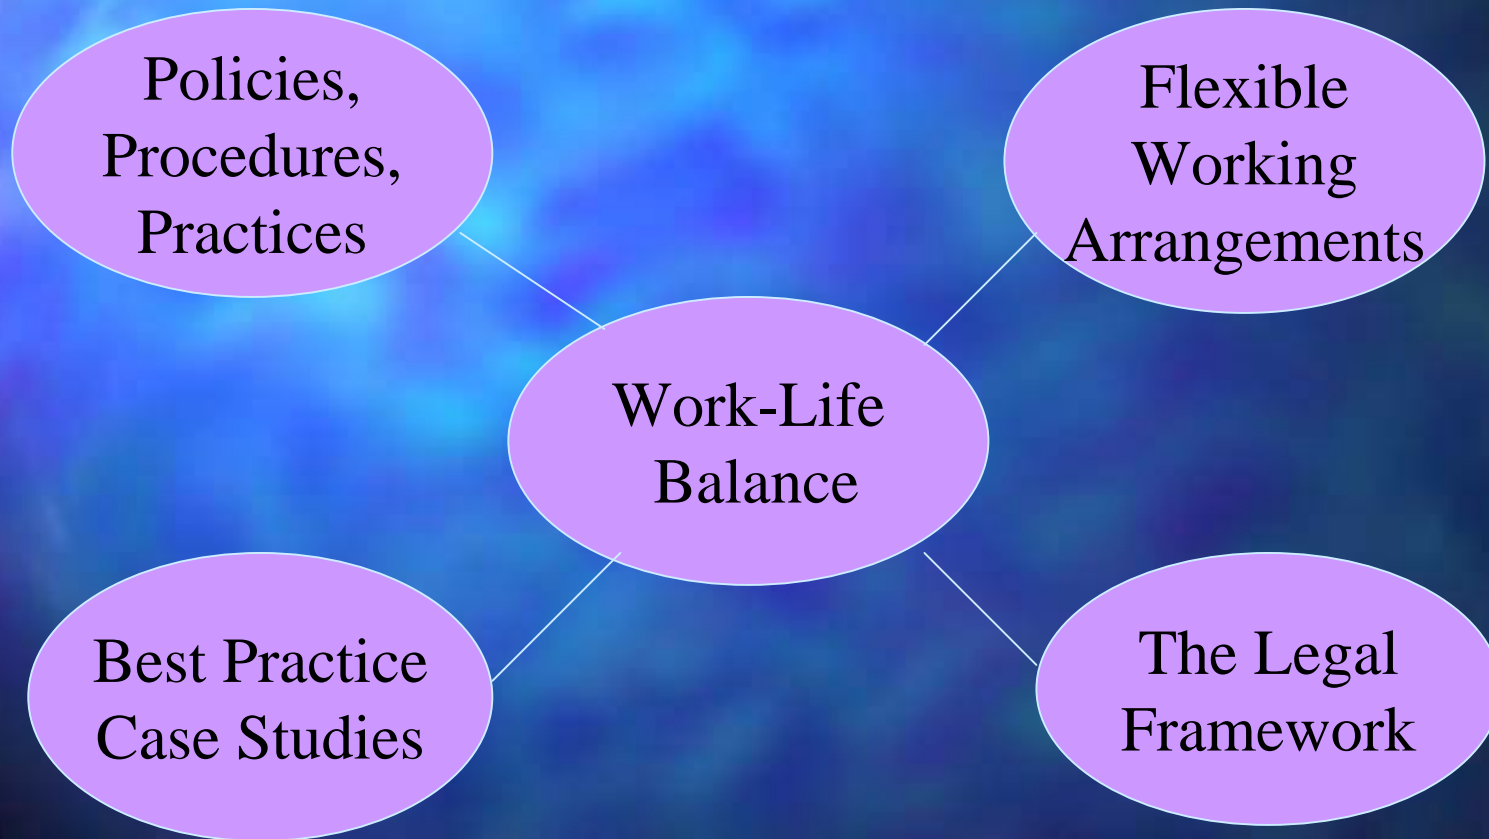 Policies,
Procedures,
Practices
Flexible
Working
Arrangements
Work-Life
Balance
Best Practice
Case Studies
The Legal
Framework